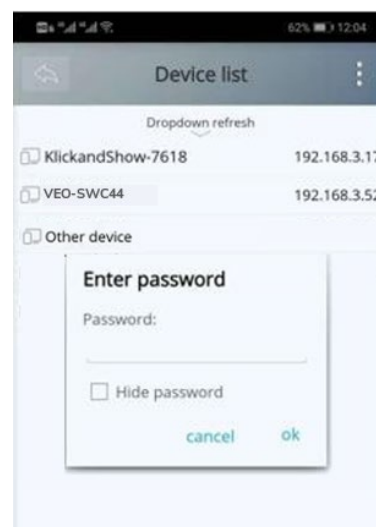 62% 12:04
Device list
Dropdown refresh
KlickandShow-7618 192.168.3.17
VEO-SWC44 192.168.3.52
Other device
Enter password
Password:
Hide password
cancel ok